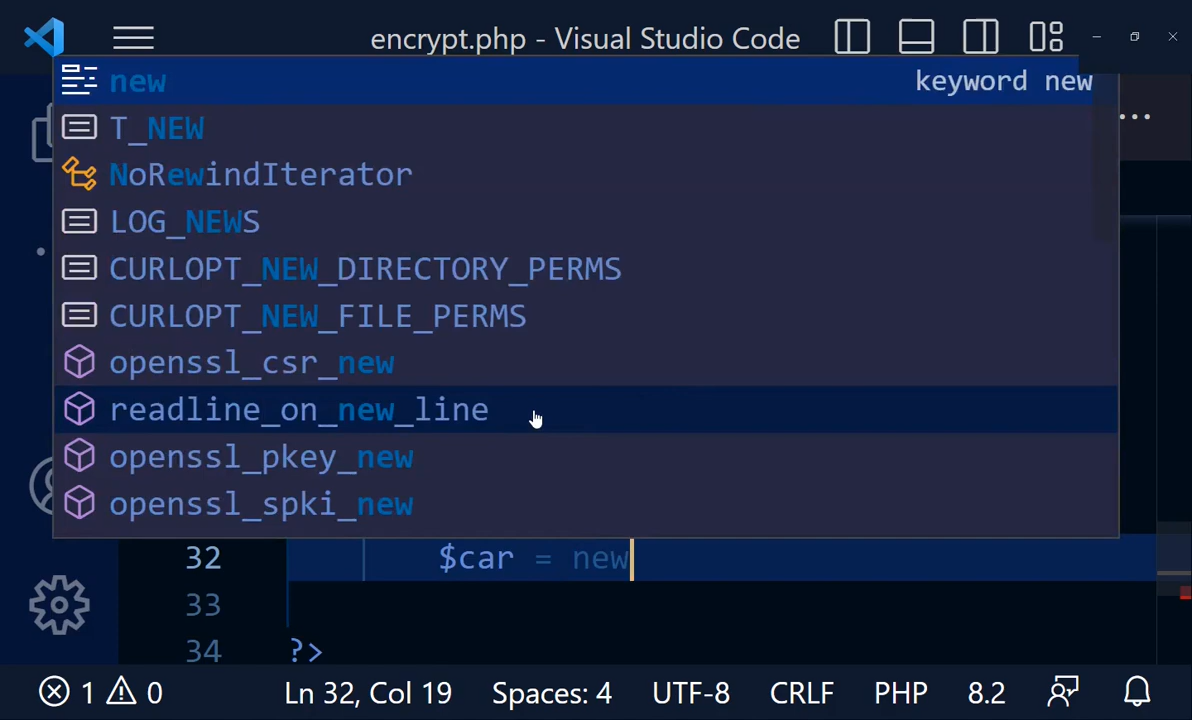 encrypt.php - Visual Studio Code
new keyword new
T_NEW
NoRewindIterator
LOG_NEWS
CURLOPT_NEW_DIRECTORY_PERMS
CURLOPT_NEW_FILE_PERMS
openssl_csr_new
readline_on_new_line
openssl_pkey_new
openssl_spki_new
32 $car = new
33
34 ?>
1 0 Ln 32, Col 19 Spaces: 4 UTF-8 CRLF PHP 8.2